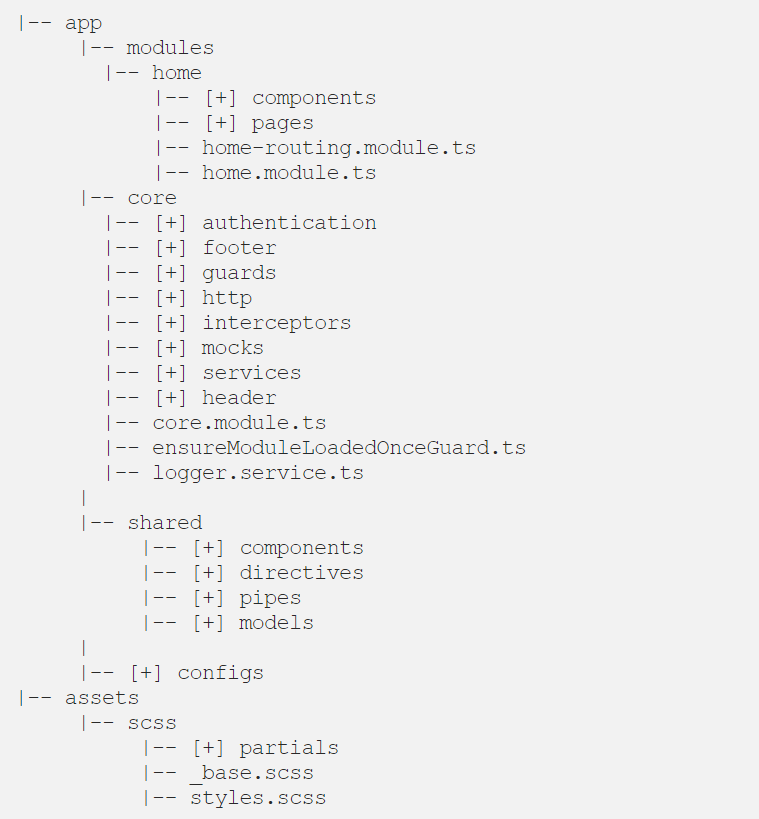 |-- app
     |-- modules
       |-- home
           |-- [+] components
           |-- [+] pages
           |-- home-routing.module.ts
           |-- home.module.ts
     |-- core
       |-- [+] authentication
       |-- [+] footer
       |-- [+] guards
       |-- [+] http
       |-- [+] interceptors
       |-- [+] mocks
       |-- [+] services
       |-- [+] header
       |-- core.module.ts
       |-- ensureModuleLoadedOnceGuard.ts
       |-- logger.service.ts
     |
     |-- shared
          |-- [+] components
          |-- [+] directives
          |-- [+] pipes
          |-- [+] models
     |
     |-- [+] configs
|-- assets
     |-- scss
          |-- [+] partials
          |-- _base.scss
          |-- styles.scss